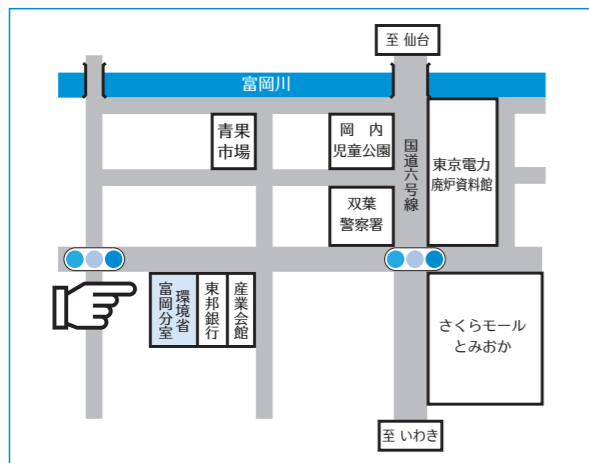 至 仙台
富岡川
青果
市場
岡 内
児童公園
国道六号線
東京電力
廃炉資料館
双葉
警察署
環境省
富岡分室
東邦銀行
産業会館
さくらモール
とみおか
至 いわき